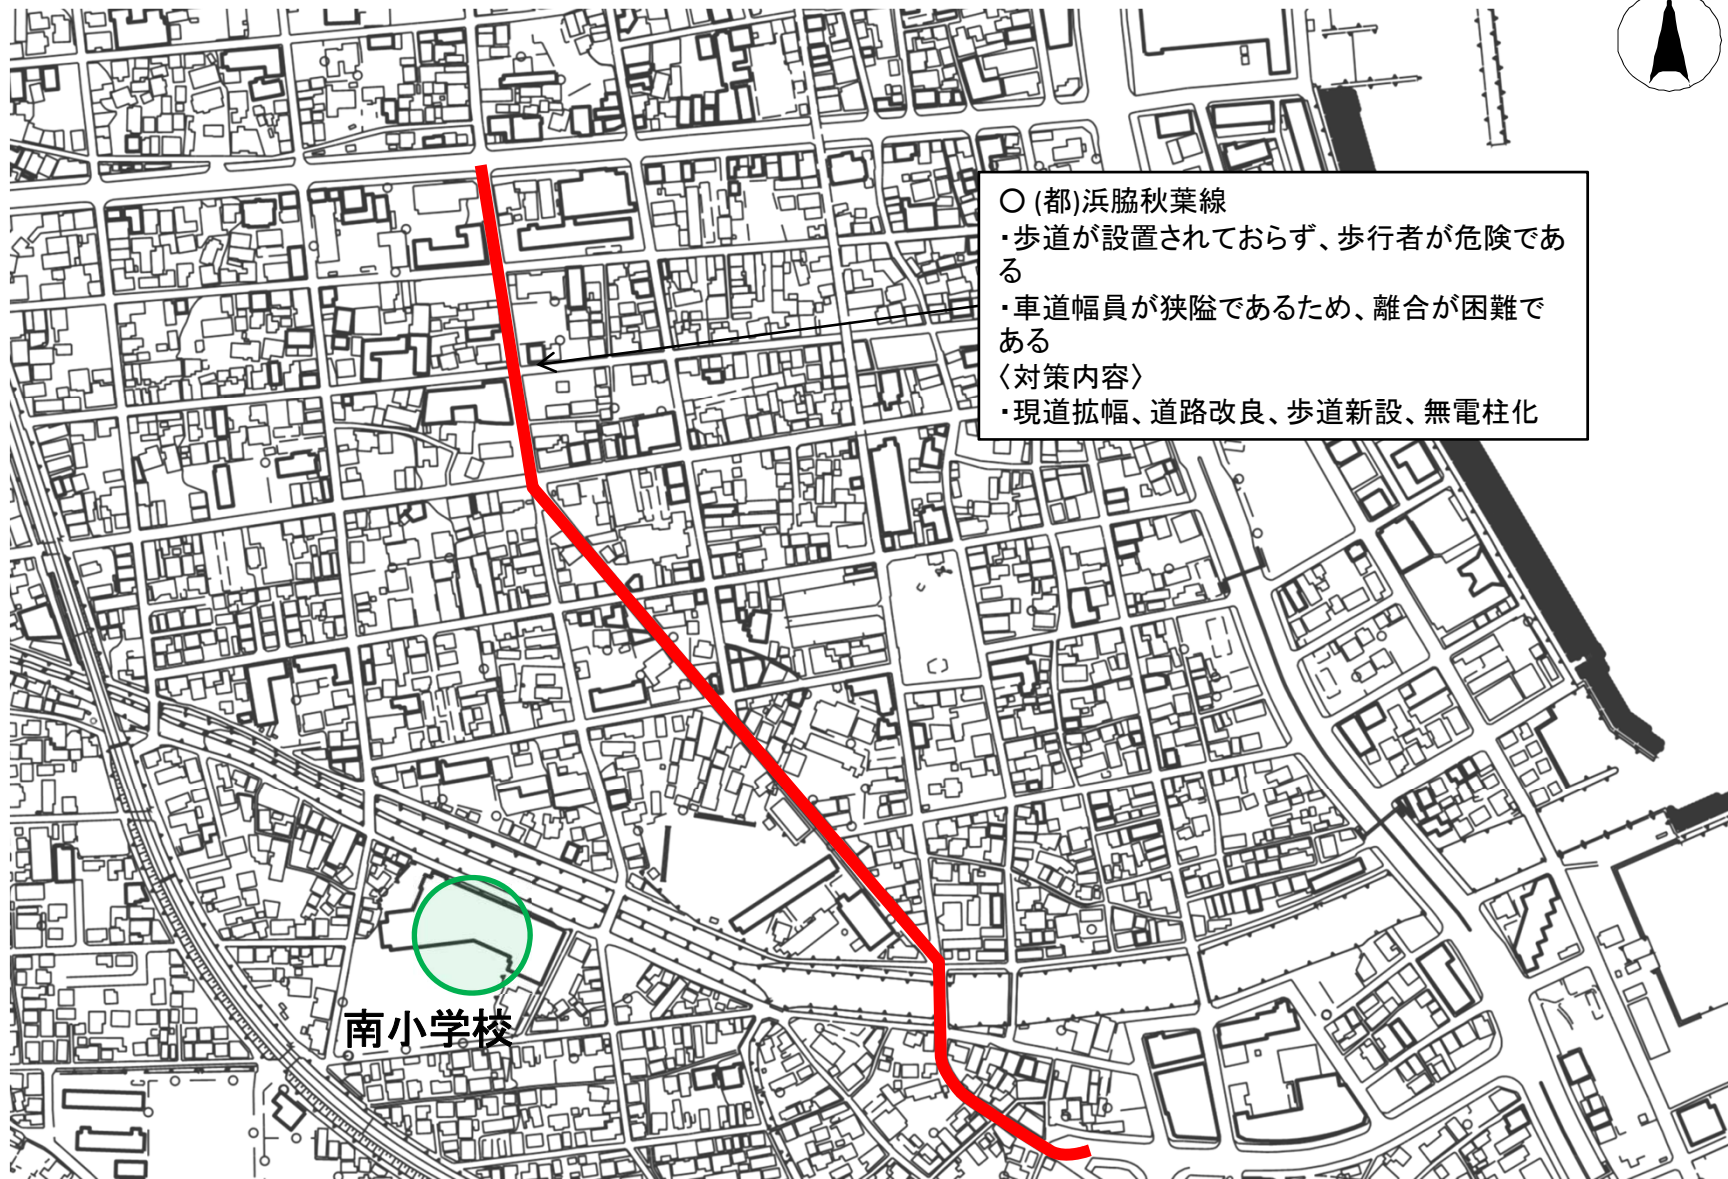 ○ (都)浜脇秋葉線
・歩道が設置されておらず、歩行者が危険であ
る
・車道幅員が狭隘であるため、離合が困難で
ある
〈対策内容〉
・現道拡幅、道路改良、歩道新設、無電柱化
南小学校